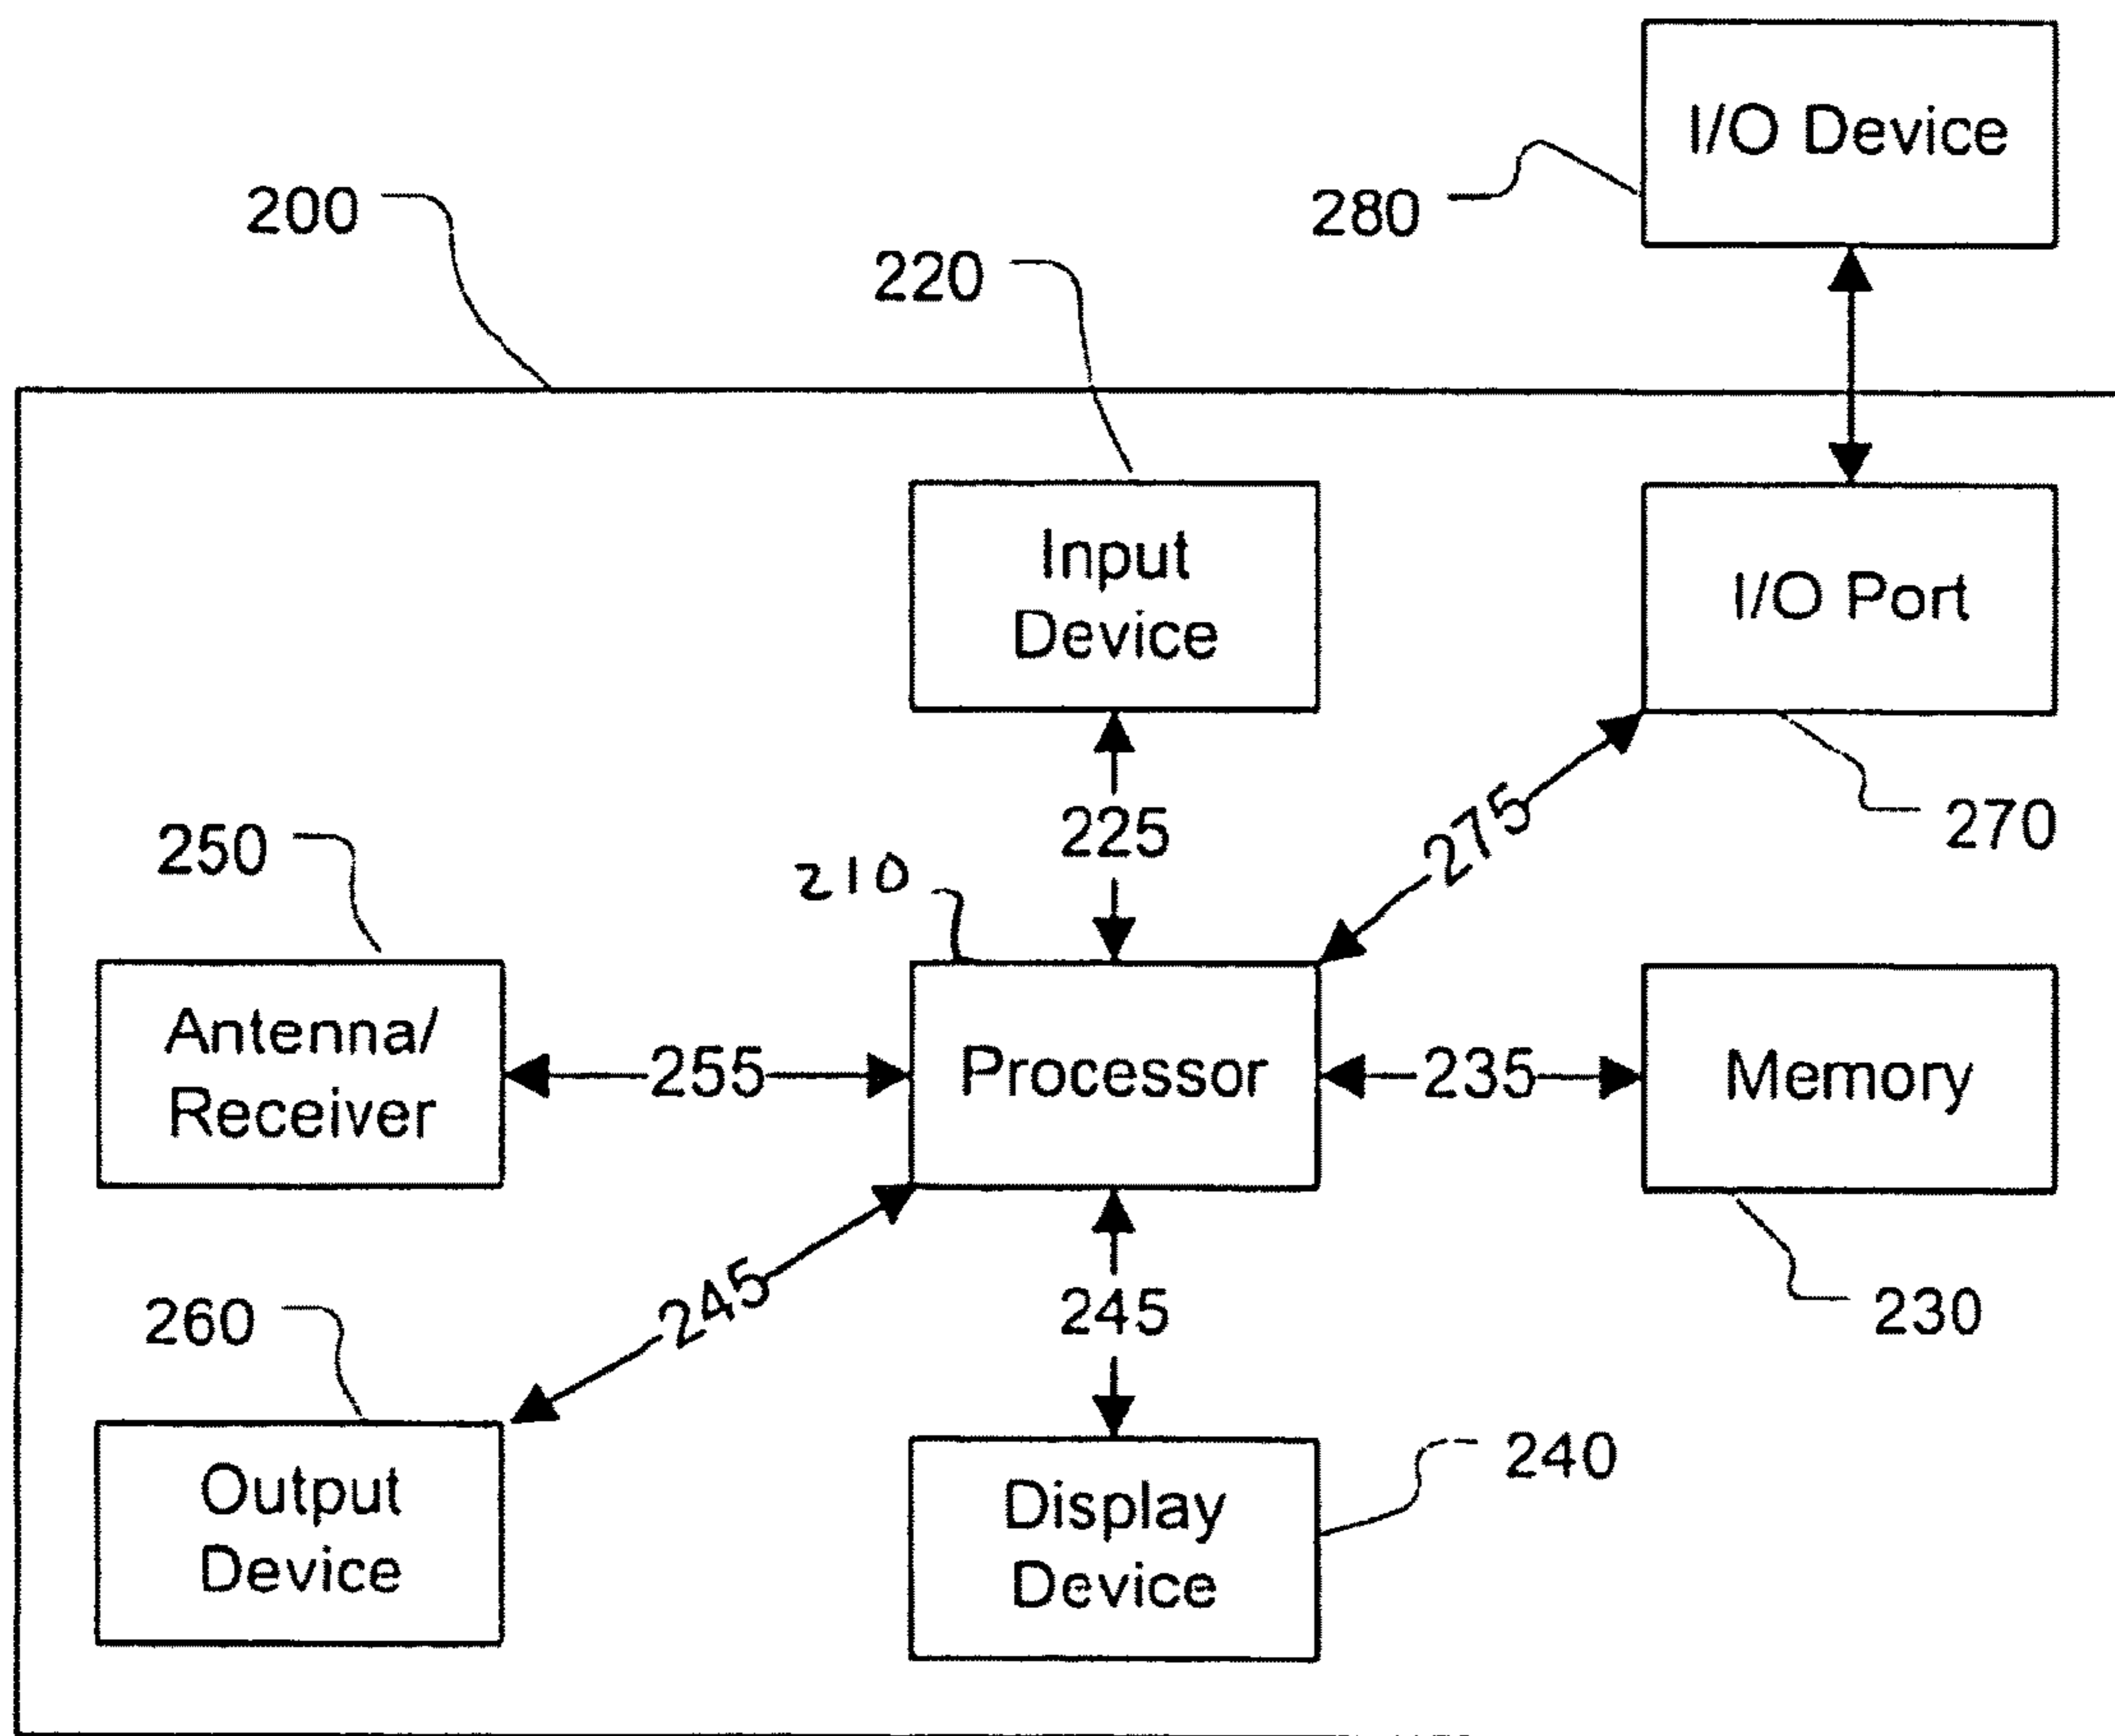 I/O Device
200
280
220
Input
Device
I/O Port
225
275
270
250
210
Antenna/
Receiver
255
Processor
235
Memory
245
245
260
230
Output
Device
Display
Device
240